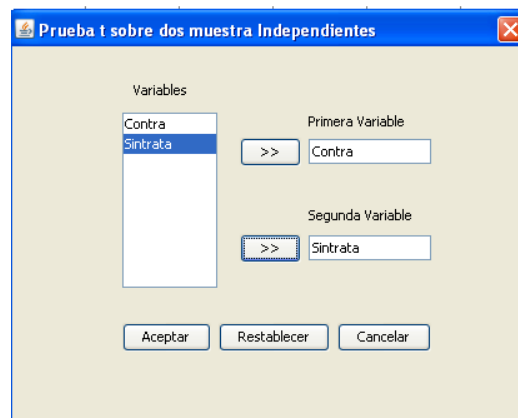 Prueba t sobre dos muestra Independientes
Variables
Contra
Sintrata
Primera Variable
>>
Contra
Segunda Variable
>>
Sintrata
Aceptar
Restablecer
Cancelar